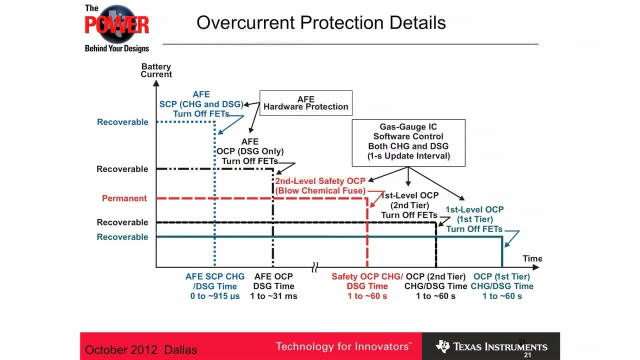 The
POWER
Behind Your Designs
Overcurrent Protection Details
Battery
Current
AFE
SCP (CHG and DSG)
Turn Off FETs
AFE
Hardware Protection
Recoverable
AFE
OCP (DSG Only)
Turn Off FETs
Gas-Gauge IC
Software Control
Both CHG and DSG
(1-s Update Interval)
Recoverable
2nd-Level Safety OCP
(Blow Chemical Fuse)
Permanent
1st-Level OCP
(2nd Tier)
Turn Off FETs
1st-Level OCP
(1st Tier)
Turn Off FETs
Recoverable
Recoverable
Time
AFE SCP CHG
/DSG Time
0 to ~915 µs
AFE OCP
DSG Time
1 to ~31 ms
Safety OCP CHG/
DSG Time
1 to ~60 s
OCP (2nd Tier)
CHG/DSG Time
1 to ~60 s
OCP (1st Tier)
CHG/DSG Time
1 to ~60 s
October 2012 Dallas
Technology for Innovators™
TEXAS INSTRUMENTS
21